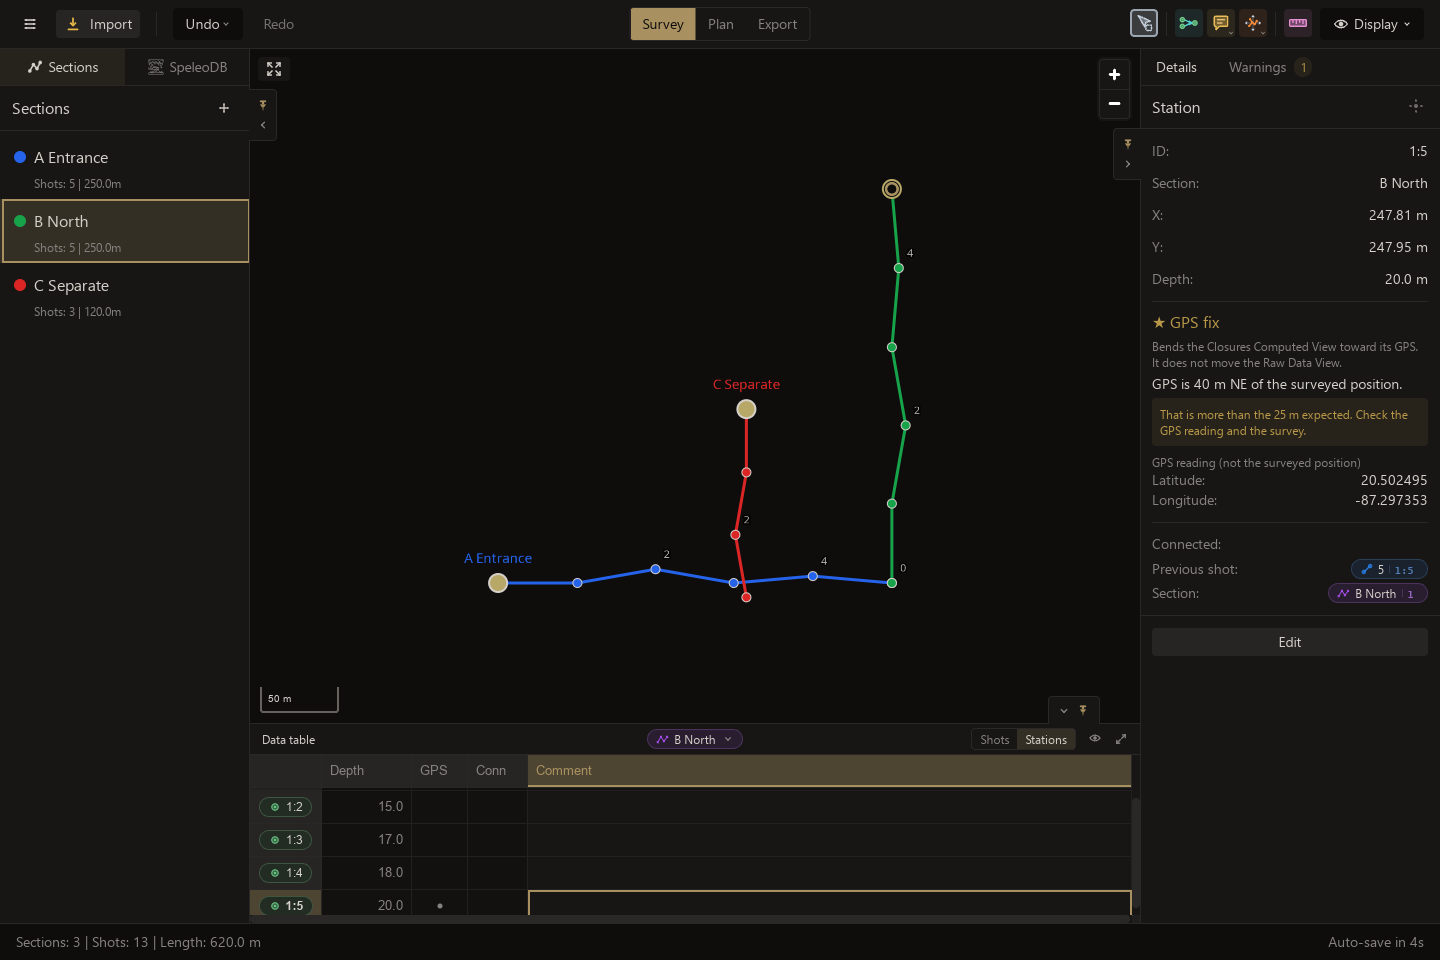 Import
Undo
Redo
Survey
Plan
Export
Display
Sections
SpeleoDB
Sections
A Entrance
Shots: 5 | 250.0m
B North
Shots: 5 | 250.0m
C Separate
Shots: 3 | 120.0m
4
2
C Separate
2
A Entrance
2
4
0
50 m
Details
Warnings 1
Station
ID: 1:5
Section: B North
X: 247.81 m
Y: 247.95 m
Depth: 20.0 m
★ GPS fix
Bends the Closures Computed View toward its GPS.
It does not move the Raw Data View.
GPS is 40 m NE of the surveyed position.
That is more than the 25 m expected. Check the
GPS reading and the survey.
GPS reading (not the surveyed position)
Latitude: 20.502495
Longitude: -87.297353
Connected:
Previous shot: 5 | 1:5
Section: B North | 1
Edit
Data table
B North
Shots
Stations
Depth GPS Conn Comment
1:2 15.0
1:3 17.0
1:4 18.0
1:5 20.0 •
Sections: 3 | Shots: 13 | Length: 620.0 m
Auto-save in 4s